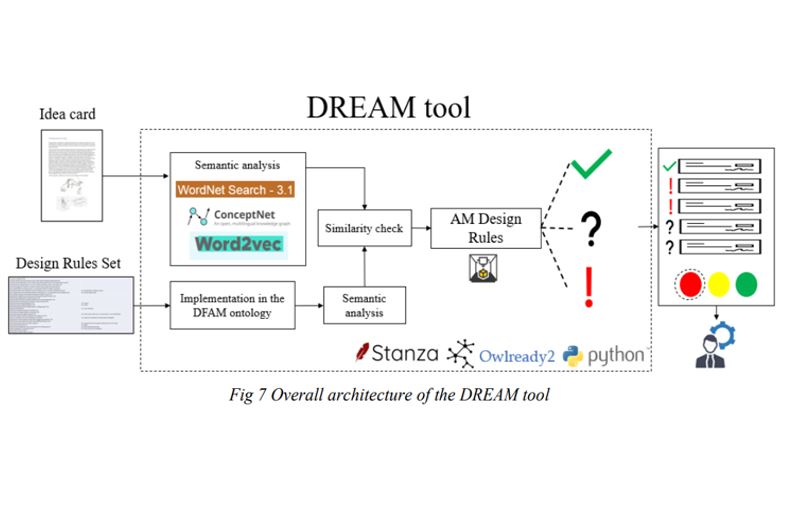 DREAM tool
Idea card
Semantic analysis
WordNet Search - 3.1
ConceptNet
An open, multilingual knowledge graph
Word2vec
Similarity check
AM Design
Rules
?
!
Design Rules Set
Implementation in the
DFAM ontology
Semantic
analysis
Stanza
Owlready2
python
!
!
?
?
Fig 7 Overall architecture of the DREAM tool